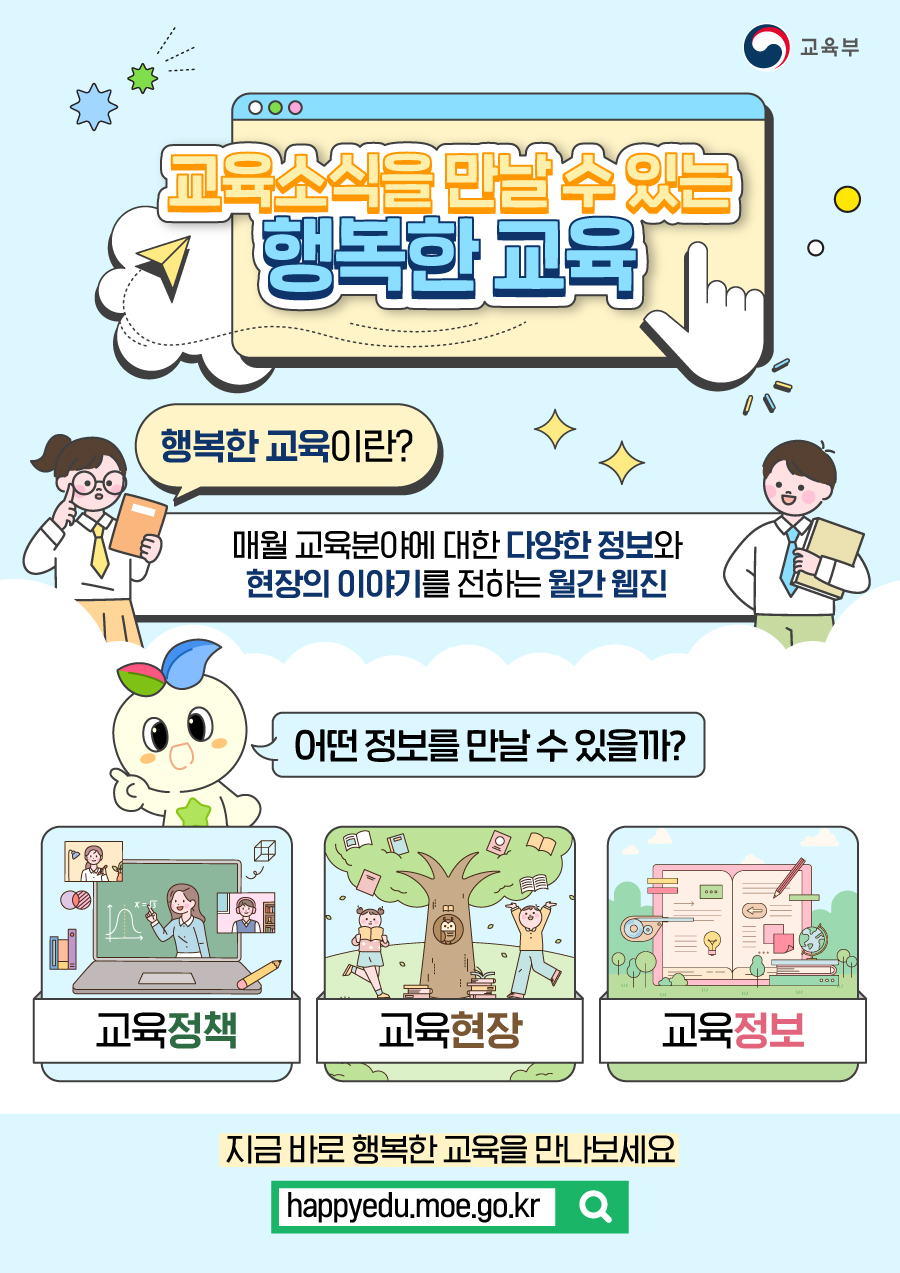 교육부
교육소식을 만날 수 있는
행복한 교육
행복한 교육이란?
매월 교육분야에 대한 다양한 정보와
현장의 이야기를 전하는 월간 웹진
어떤 정보를 만날 수 있을까?
교육정책
교육현장
교육정보
지금 바로 행복한 교육을 만나보세요
happyedu.moe.go.kr